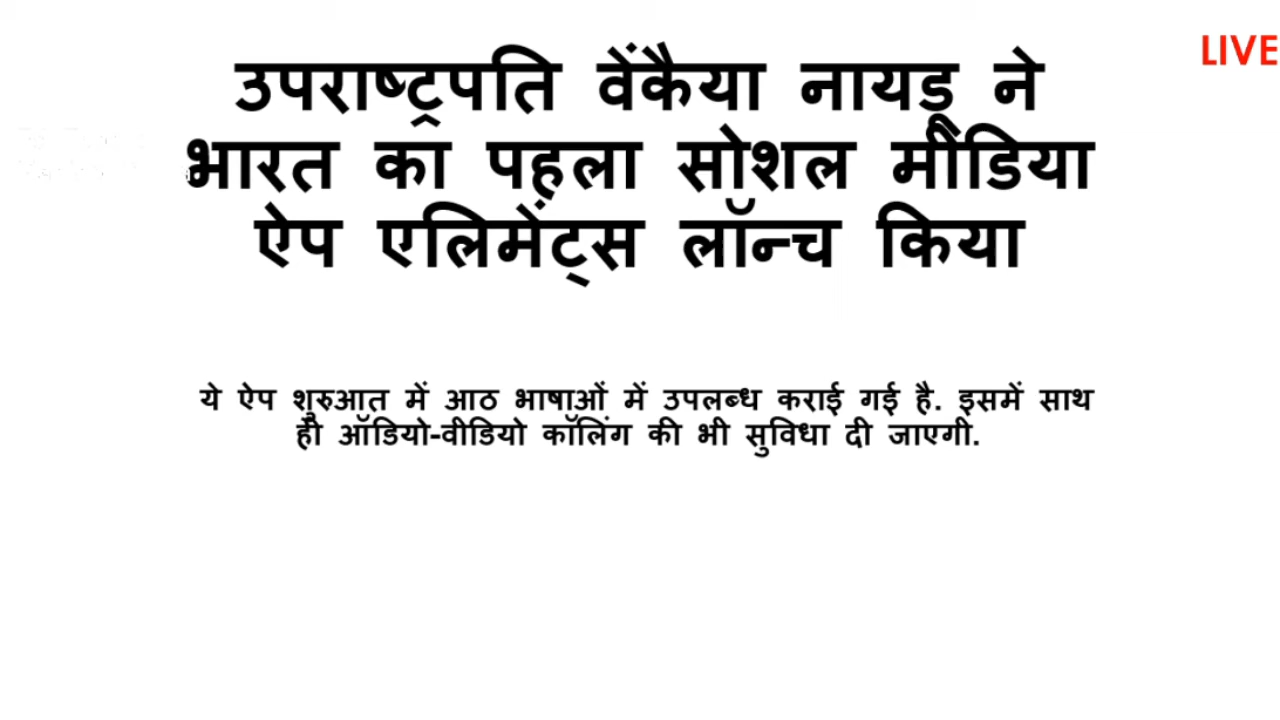 LIVE
उपराष्ट्रपति वेंकैया नायडू ने
भारत का पहला सोशल मीडिया
ऐप एलिमेंट्स लॉन्च किया
ये ऐप शुरुआत में आठ भाषाओं में उपलब्ध कराई गई है. इसमें साथ
ही ऑडियो-वीडियो कॉलिंग की भी सुविधा दी जाएगी.